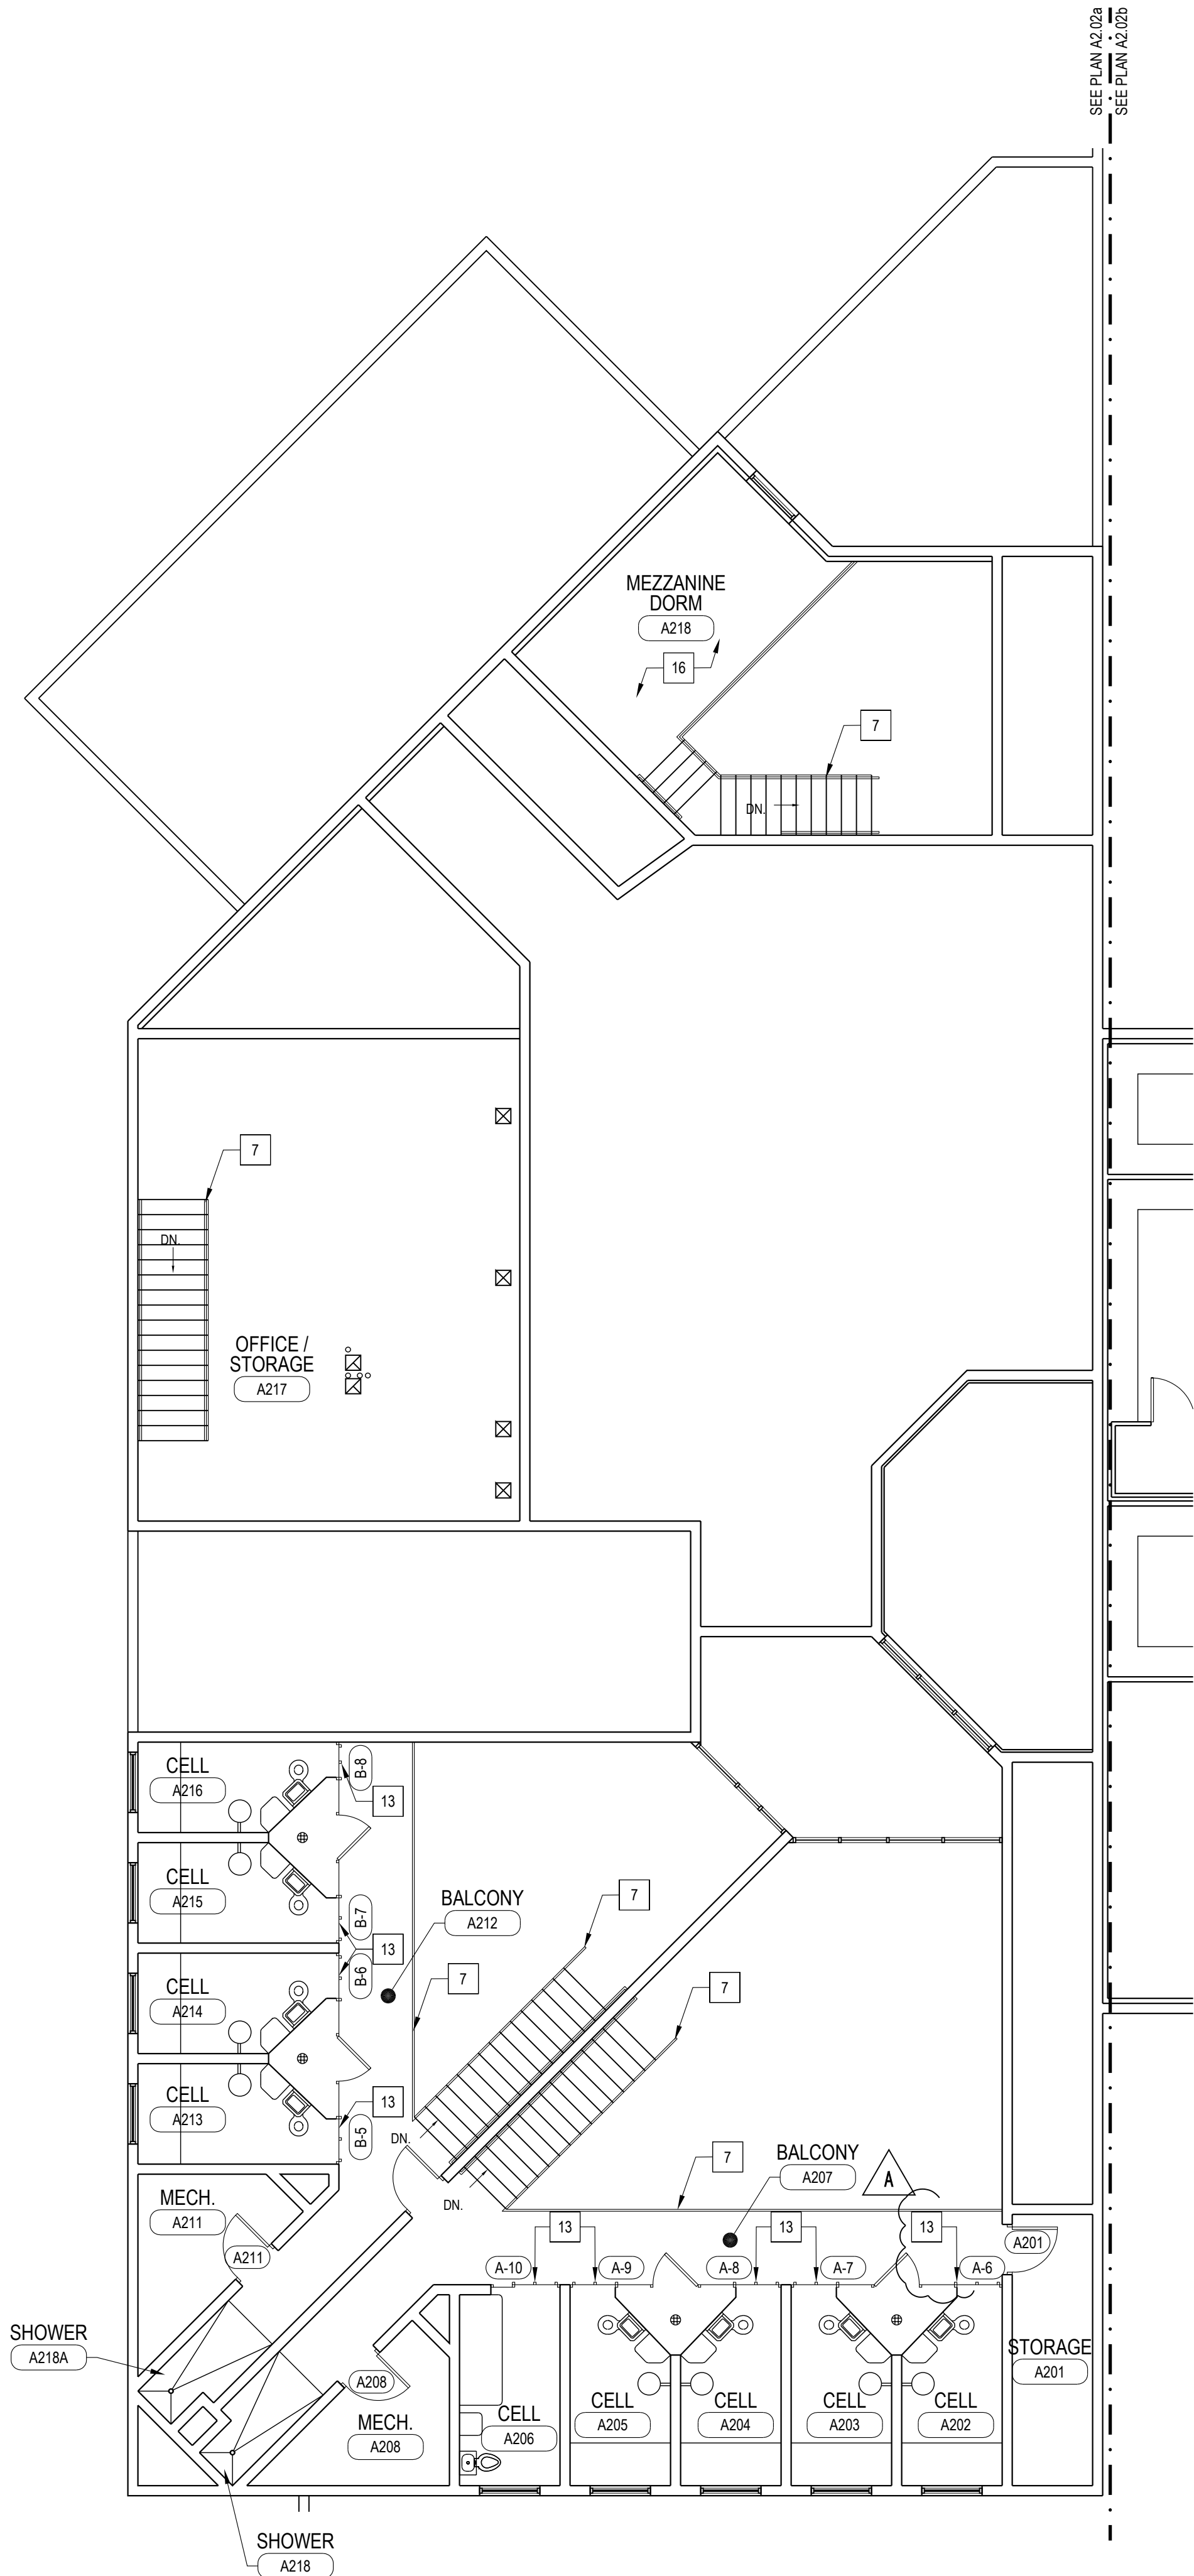 SEE PLAN A2.02a
SEE PLAN A2.02b
MEZZANINE
DORM
A218
16
7
DN.
7
DN.
OFFICE /
STORAGE
A217
CELL
A216
B-8
13
CELL
A215
B-7
BALCONY
A212
7
13
B-6
CELL
A214
7
7
CELL
A213
13
B-5
DN.
DN.
7
BALCONY
A207
A
MECH.
A211
A211
13
13
13
A201
A-10
A-9
A-8
A-7
A-6
SHOWER
A218A
STORAGE
A201
A208
MECH.
A208
CELL
A206
CELL
A205
CELL
A204
CELL
A203
CELL
A202
SHOWER
A218